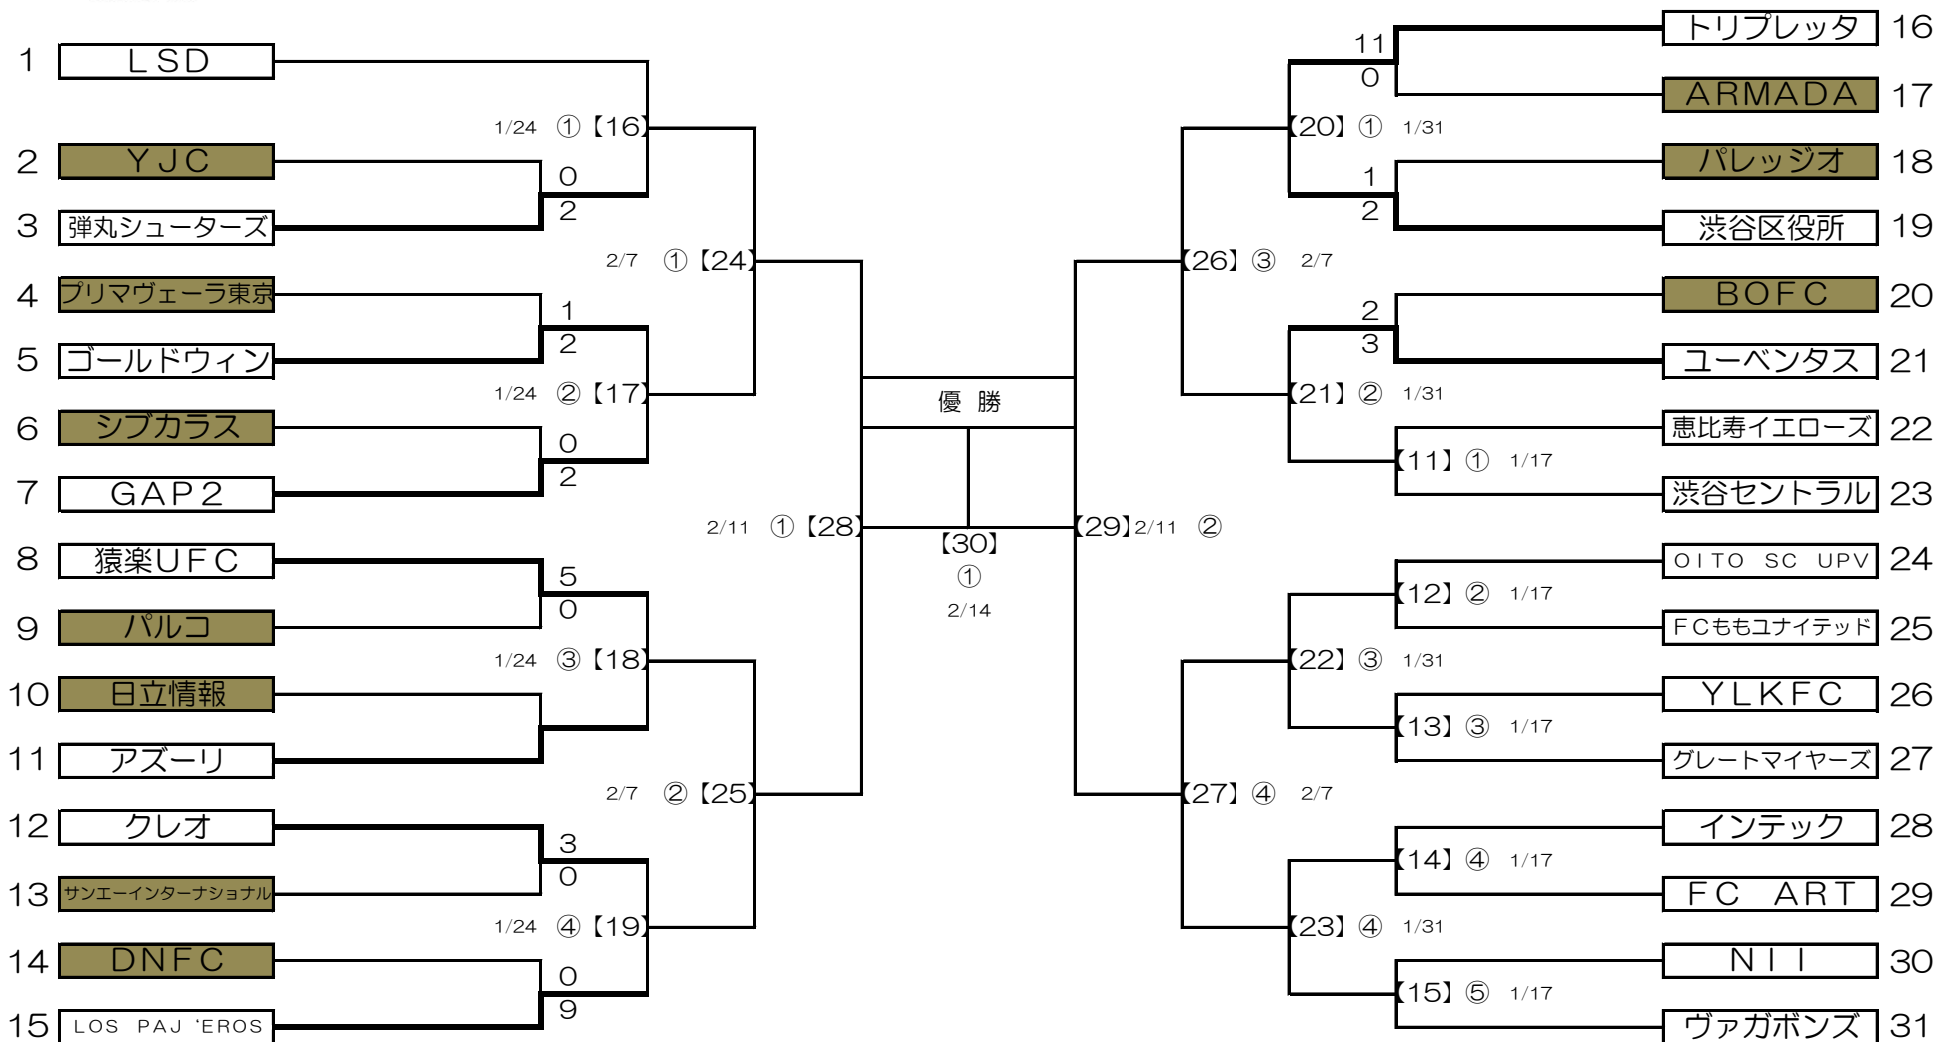 1 LSD
1/24 ①【16】
2 YJC
0
2
3 弾丸シューターズ
2/7 ①【24】
4 プリマヴェーラ東京
1
2
5 ゴールドウィン
1/24 ②【17】
6 シブカラス
0
2
7 GAP2
2/11 ①【28】
8 猿楽UFC
5
0
9 パルコ
1/24 ③【18】
10 日立情報
11 アズーリ
2/7 ②【25】
12 クレオ
3
0
13 サンエーインターナショナル
1/24 ④【19】
14 DNFC
0
9
15 LOS PAJ 'EROS
優 勝
【30】
①
2/14
トリプレッタ 16
11
0
ARMADA 17
【20】① 1/31
パレッジオ 18
1
2
渋谷区役所 19
【26】③ 2/7
BOFC 20
2
3
ユーベンタス 21
【21】② 1/31
恵比寿イエローズ 22
【11】① 1/17
渋谷セントラル 23
【29】2/11 ②
OITO SC UPV 24
【12】② 1/17
FCももユナイテッド 25
【22】③ 1/31
YLKFC 26
【13】③ 1/17
グレートマイヤーズ 27
【27】④ 2/7
インテック 28
【14】④ 1/17
FC ART 29
【23】④ 1/31
NII 30
【15】⑤ 1/17
ヴァガボンズ 31